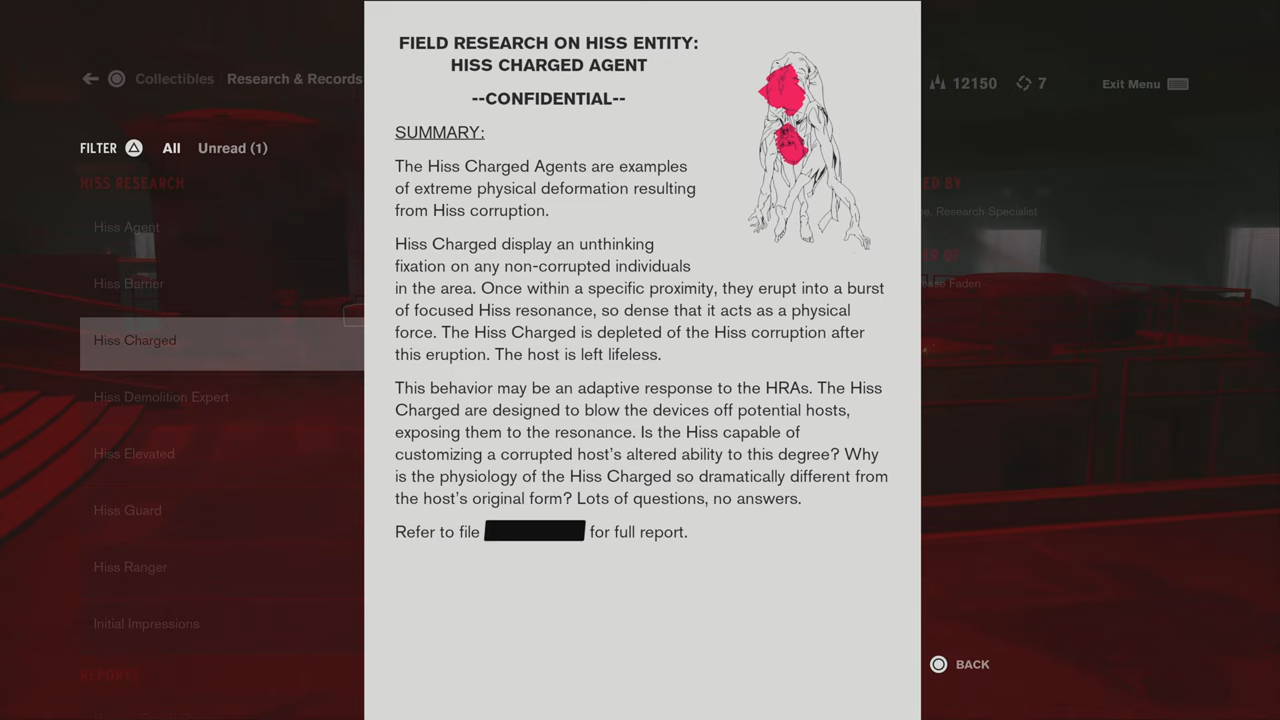 Collectibles Research & Records
12150
7
Exit Menu
FILTER All Unread (1)
HISS RESEARCH
Hiss Agent
Hiss Barrier
Hiss Charged
Hiss Demolition Expert
Hiss Elevated
Hiss Guard
Hiss Ranger
Initial Impressions
REPORTS
FIELD RESEARCH ON HISS ENTITY:
HISS CHARGED AGENT
--CONFIDENTIAL--
SUMMARY:
The Hiss Charged Agents are examples
of extreme physical deformation resulting
from Hiss corruption.
Hiss Charged display an unthinking
fixation on any non-corrupted individuals
in the area. Once within a specific proximity, they erupt into a burst
of focused Hiss resonance, so dense that it acts as a physical
force. The Hiss Charged is depleted of the Hiss corruption after
this eruption. The host is left lifeless.
This behavior may be an adaptive response to the HRAs. The Hiss
Charged are designed to blow the devices off potential hosts,
exposing them to the resonance. Is the Hiss capable of
customizing a corrupted host's altered ability to this degree? Why
is the physiology of the Hiss Charged so dramatically different from
the host's original form? Lots of questions, no answers.
Refer to file for full report.
ED BY
Research Specialist
ER OF
Faden
BACK